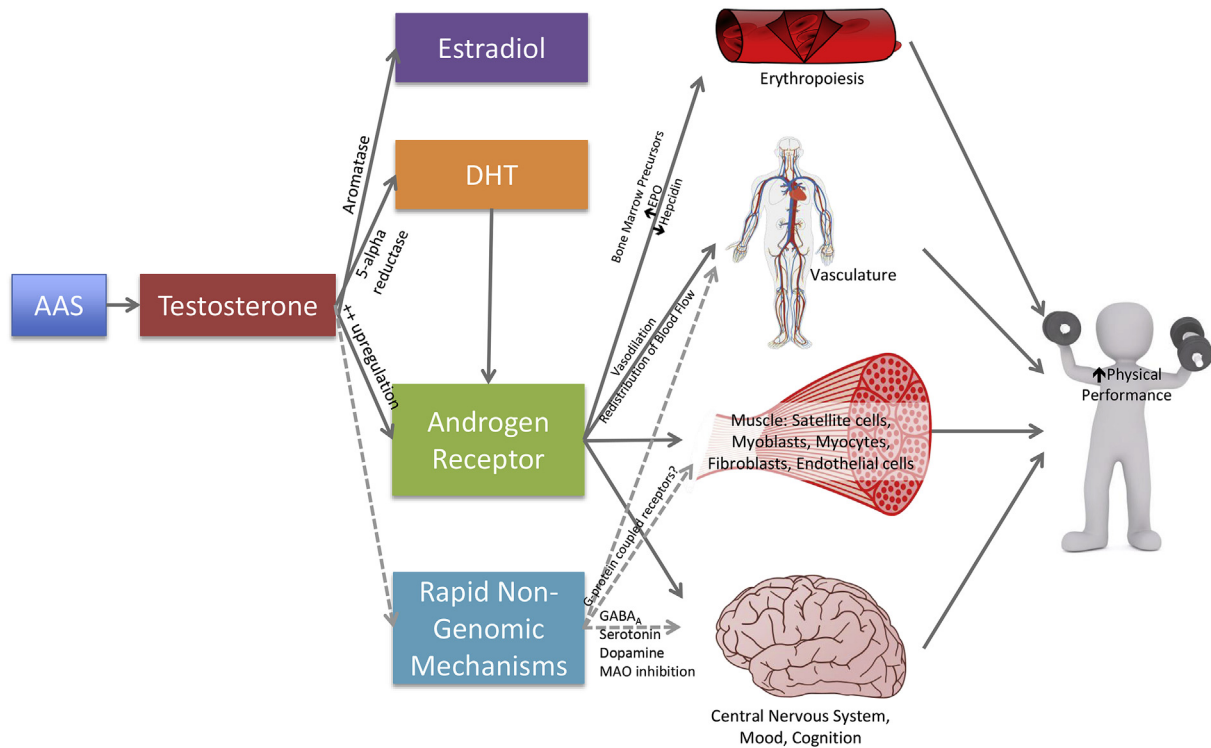 AAS
Testosterone
Aromatase
5-alpha
reductase
++ upregulation
Estradiol
DHT
Androgen
Receptor
Rapid Non-
Genomic
Mechanisms
Bone Marrow Precursors
EPO
Hepcidin
Vasodilation
Redistribution of Blood Flow
G-protein coupled receptors?
GABAA
Serotonin
Dopamine
MAO inhibition
Erythropoiesis
Vasculature
Muscle: Satellite cells,
Myoblasts, Myocytes,
Fibroblasts, Endothelial cells
Central Nervous System,
Mood, Cognition
Physical
Performance